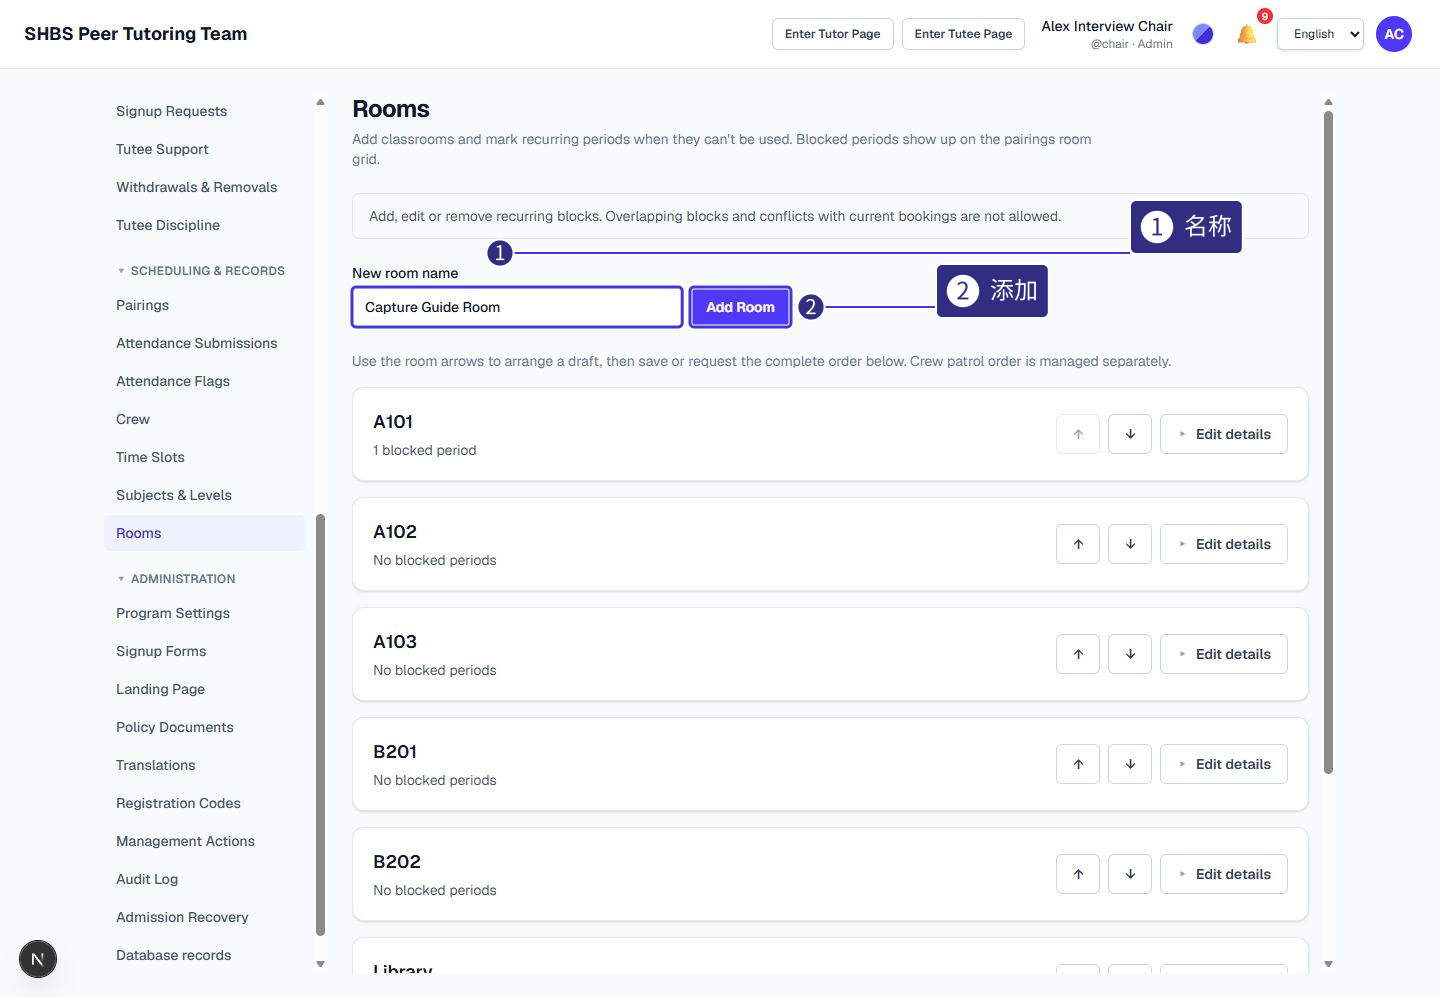 SHBS Peer Tutoring Team
Enter Tutor Page
Enter Tutee Page
Alex Interview Chair
@chair · Admin
9
English
AC
Signup Requests
Tutee Support
Withdrawals & Removals
Tutee Discipline
SCHEDULING & RECORDS
Pairings
Attendance Submissions
Attendance Flags
Crew
Time Slots
Subjects & Levels
Rooms
ADMINISTRATION
Program Settings
Signup Forms
Landing Page
Policy Documents
Translations
Registration Codes
Management Actions
Audit Log
Admission Recovery
Database records
N
Rooms
Add classrooms and mark recurring periods when they can't be used. Blocked periods show up on the pairings room
grid.
Add, edit or remove recurring blocks. Overlapping blocks and conflicts with current bookings are not allowed.
1 名称
1
New room name
Capture Guide Room
Add Room
2
2 添加
Use the room arrows to arrange a draft, then save or request the complete order below. Crew patrol order is managed separately.
A101
1 blocked period
↑ ↓ Edit details
A102
No blocked periods
↑ ↓ Edit details
A103
No blocked periods
↑ ↓ Edit details
B201
No blocked periods
↑ ↓ Edit details
B202
No blocked periods
↑ ↓ Edit details
Library